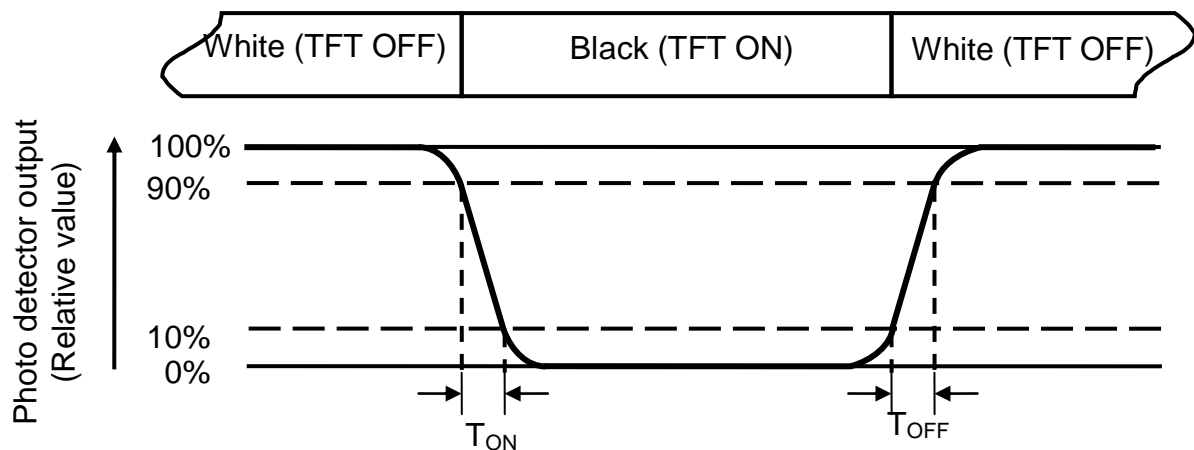 White (TFT OFF) Black (TFT ON) White (TFT OFF)
Photo detector output
(Relative value)
100%
90%
10%
0%
TON TOFF